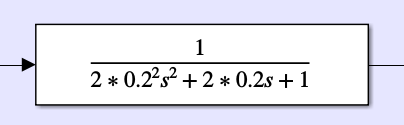 1
2 * 0.2²s² + 2 * 0.2s + 1